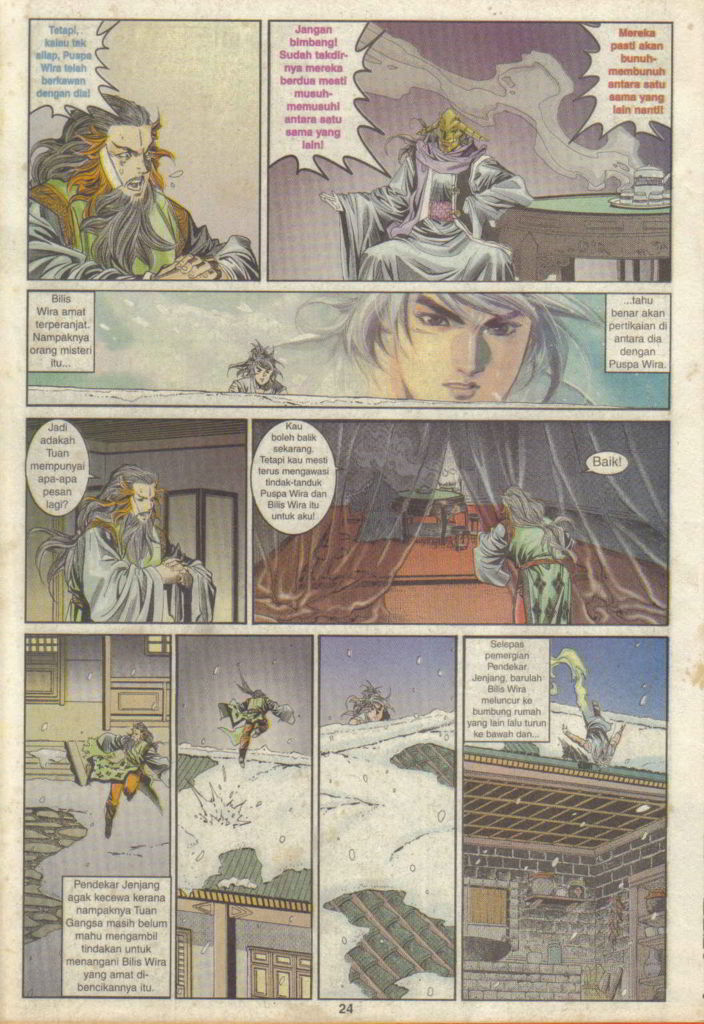 Tetapi,
kalau tak
silap, Puspa
Wira telah
berkawan
dengan dia!
Jangan
bimbang!
Sudah takdir-
nya mereka
berdua mesti
musuh-
memusuhi
antara satu
sama yang
lain!
Mereka
pasti akan
bunuh-
membunuh
antara satu
sama yang
lain nanti!
Bilis
Wira amat
terperanjat.
Nampaknya
orang misteri
itu...
...tahu
benar akan
pertikaian di
antara dia
dengan
Puspa Wira.
Jadi
adakah
Tuan
mempunyai
apa-apa
pesan
lagi?
Kau
boleh balik
sekarang.
Tetapi kau mesti
terus mengawasi
tindak-tanduk
Puspa Wira dan
Bilis Wira itu
untuk aku!
Baik!
Pendekar Jenjang
agak kecewa kerana
nampaknya Tuan
Gangsa masih belum
mahu mengambil
tindakan untuk
menangani Bilis Wira
yang amat di-
bencikannya itu.
Selepas
pemergian
Pendekar
Jenjang, barulah
Bilis Wira
meluncur ke
bumbung rumah
yang lain lalu turun
ke bawah dan...
24